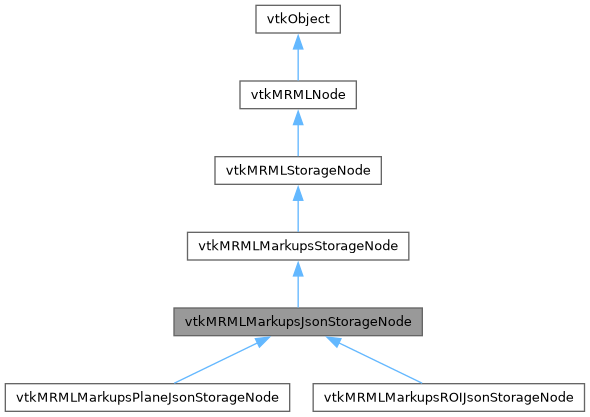 vtkObject
vtkMRMLNode
vtkMRMLStorageNode
vtkMRMLMarkupsStorageNode
vtkMRMLMarkupsJsonStorageNode
vtkMRMLMarkupsPlaneJsonStorageNode
vtkMRMLMarkupsROIJsonStorageNode